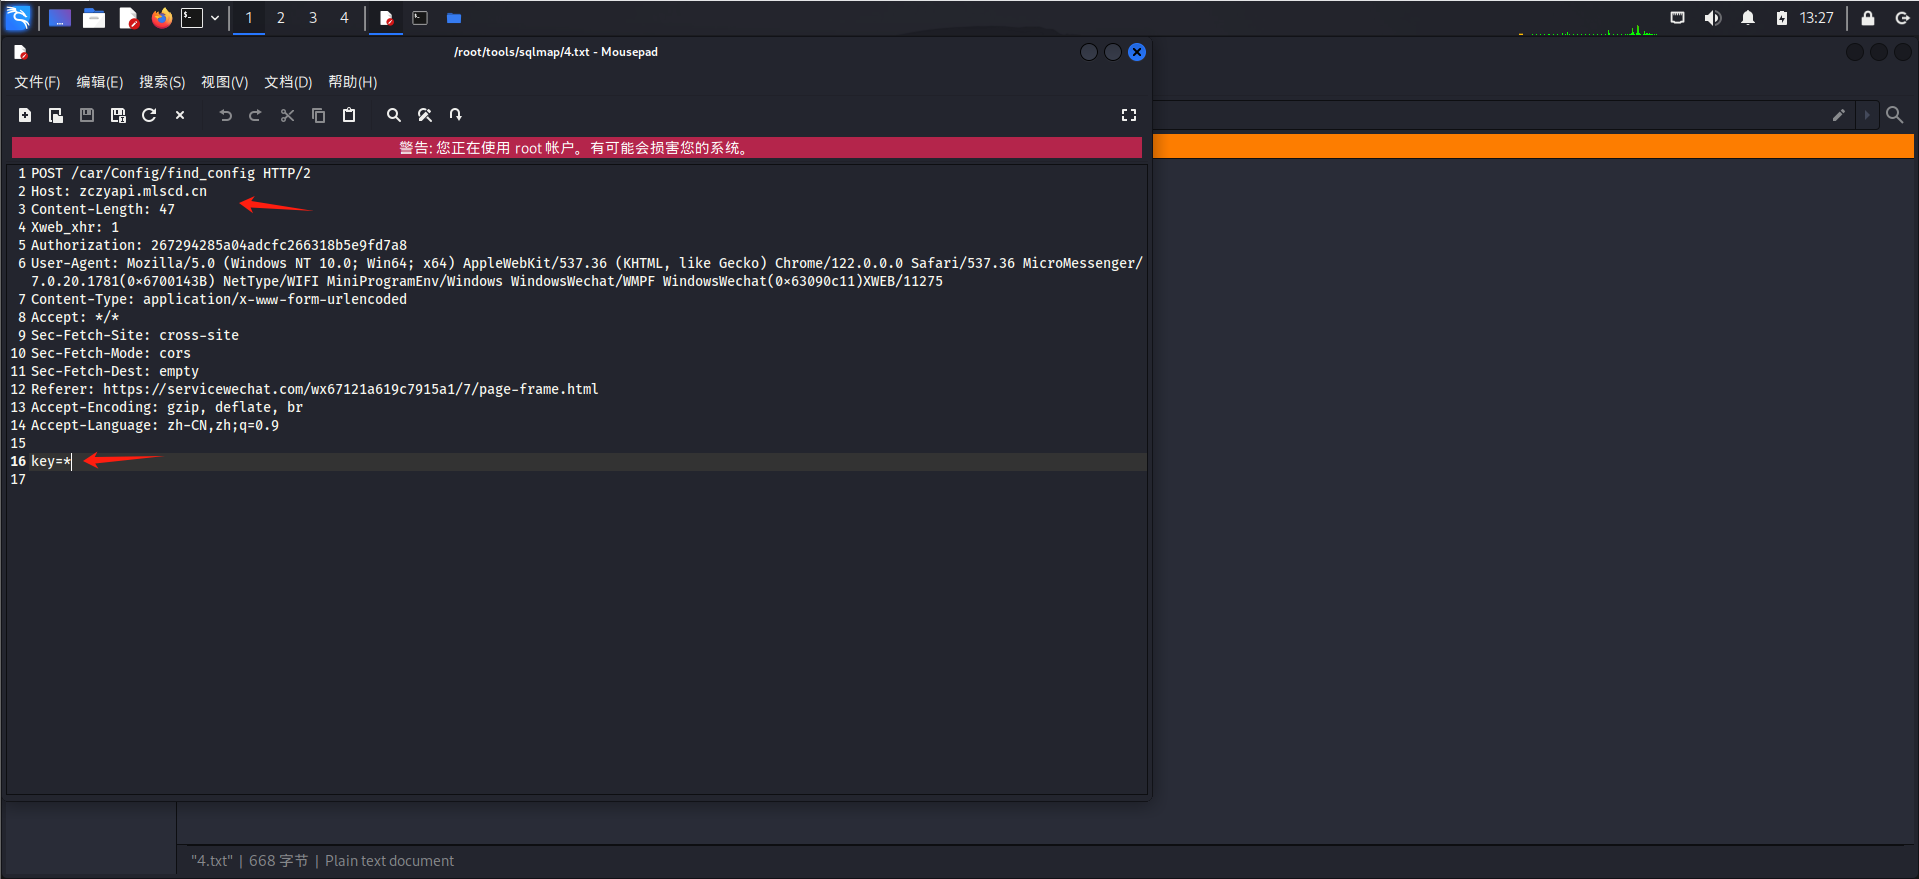 1 2 3 4
13:27
/root/tools/sqlmap/4.txt - Mousepad
文件(F) 编辑(E) 搜索(S) 视图(V) 文档(D) 帮助(H)
警告: 您正在使用 root 帐户。有可能会损害您的系统。
1 POST /car/Config/find_config HTTP/2
2 Host: zczyapi.mlscd.cn
3 Content-Length: 47
4 Xweb_xhr: 1
5 Authorization: 267294285a04adcfc266318b5e9fd7a8
6 User-Agent: Mozilla/5.0 (Windows NT 10.0; Win64; x64) AppleWebKit/537.36 (KHTML, like Gecko) Chrome/122.0.0.0 Safari/537.36 MicroMessenger/
7.0.20.1781(0×6700143B) NetType/WIFI MiniProgramEnv/Windows WindowsWechat/WMPF WindowsWechat(0×63090c11)XWEB/11275
7 Content-Type: application/x-www-form-urlencoded
8 Accept: */*
9 Sec-Fetch-Site: cross-site
10 Sec-Fetch-Mode: cors
11 Sec-Fetch-Dest: empty
12 Referer: https://servicewechat.com/wx67121a619c7915a1/7/page-frame.html
13 Accept-Encoding: gzip, deflate, br
14 Accept-Language: zh-CN,zh;q=0.9
15
16 key=*
17
"4.txt" | 668 字节 | Plain text document